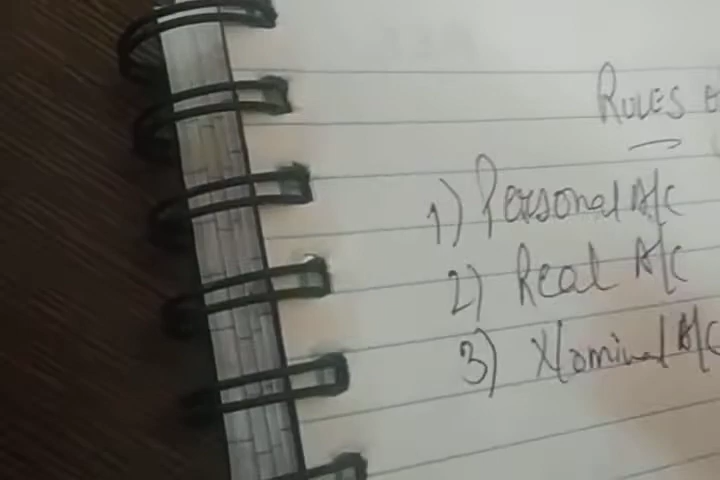 RULES
1) Personal A/C
2) Real A/C
3) Nominal A/C